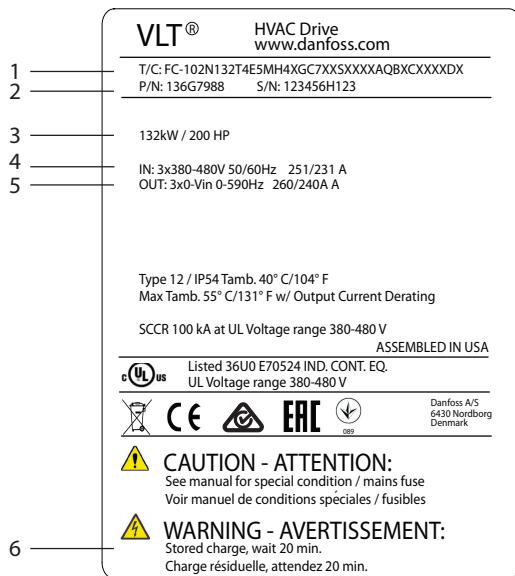 VLT® HVAC Drive
www.danfoss.com
1 T/C: FC-102N132T4E5MH4XGC7XXSXXXXAQBXCXXXXDX
2 P/N: 136G7988 S/N: 123456H123
3 132kW / 200 HP
4 IN: 3x380-480V 50/60Hz 251/231 A
5 OUT: 3x0-Vin 0-590Hz 260/240A A
Type 12 / IP54 Tamb. 40° C/104° F
Max Tamb. 55° C/131° F w/ Output Current Derating
SCCR 100 kA at UL Voltage range 380-480 V
ASSEMBLED IN USA
c UL us Listed 36U0 E70524 IND. CONT. EQ.
UL Voltage range 380-480 V
CE EAC 089
Danfoss A/S
6430 Nordborg
Denmark
CAUTION - ATTENTION:
See manual for special condition / mains fuse
Voir manuel de conditions spéciales / fusibles
WARNING - AVERTISSEMENT:
6 Stored charge, wait 20 min.
Charge résiduelle, attendez 20 min.